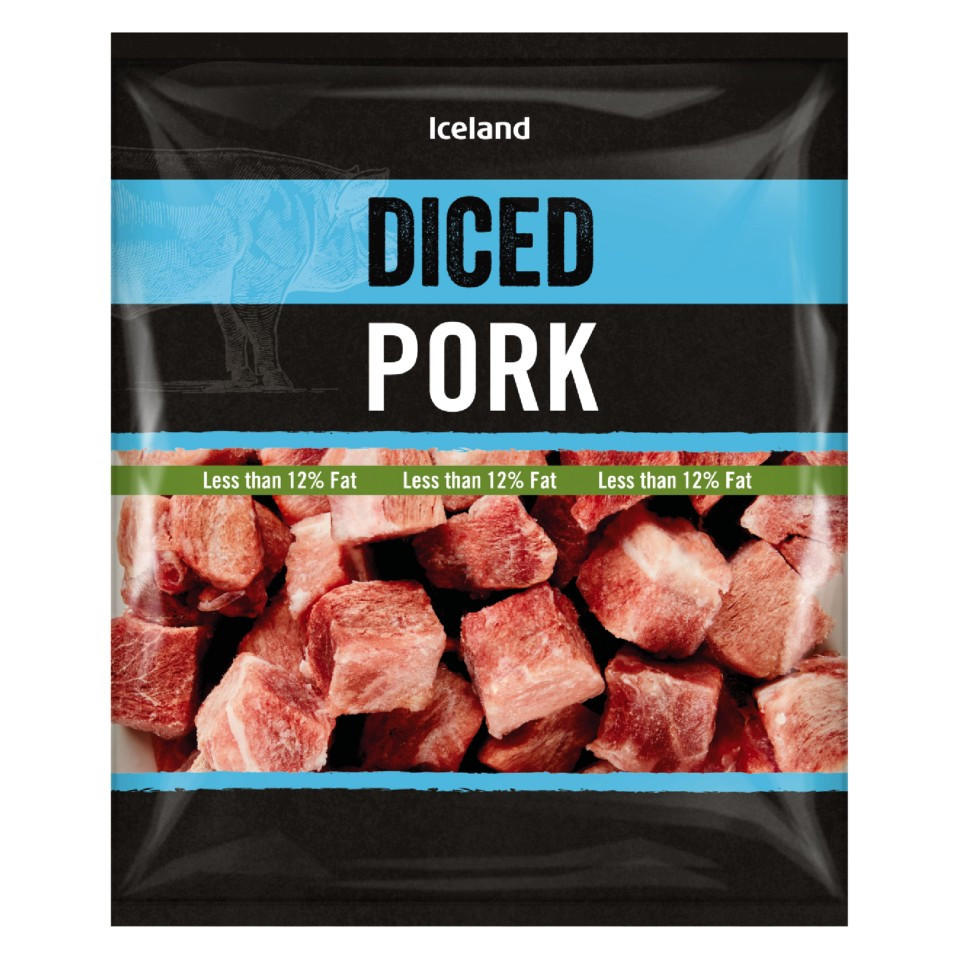 Iceland
DICED
PORK
Less than 12% Fat Less than 12% Fat Less than 12% Fat